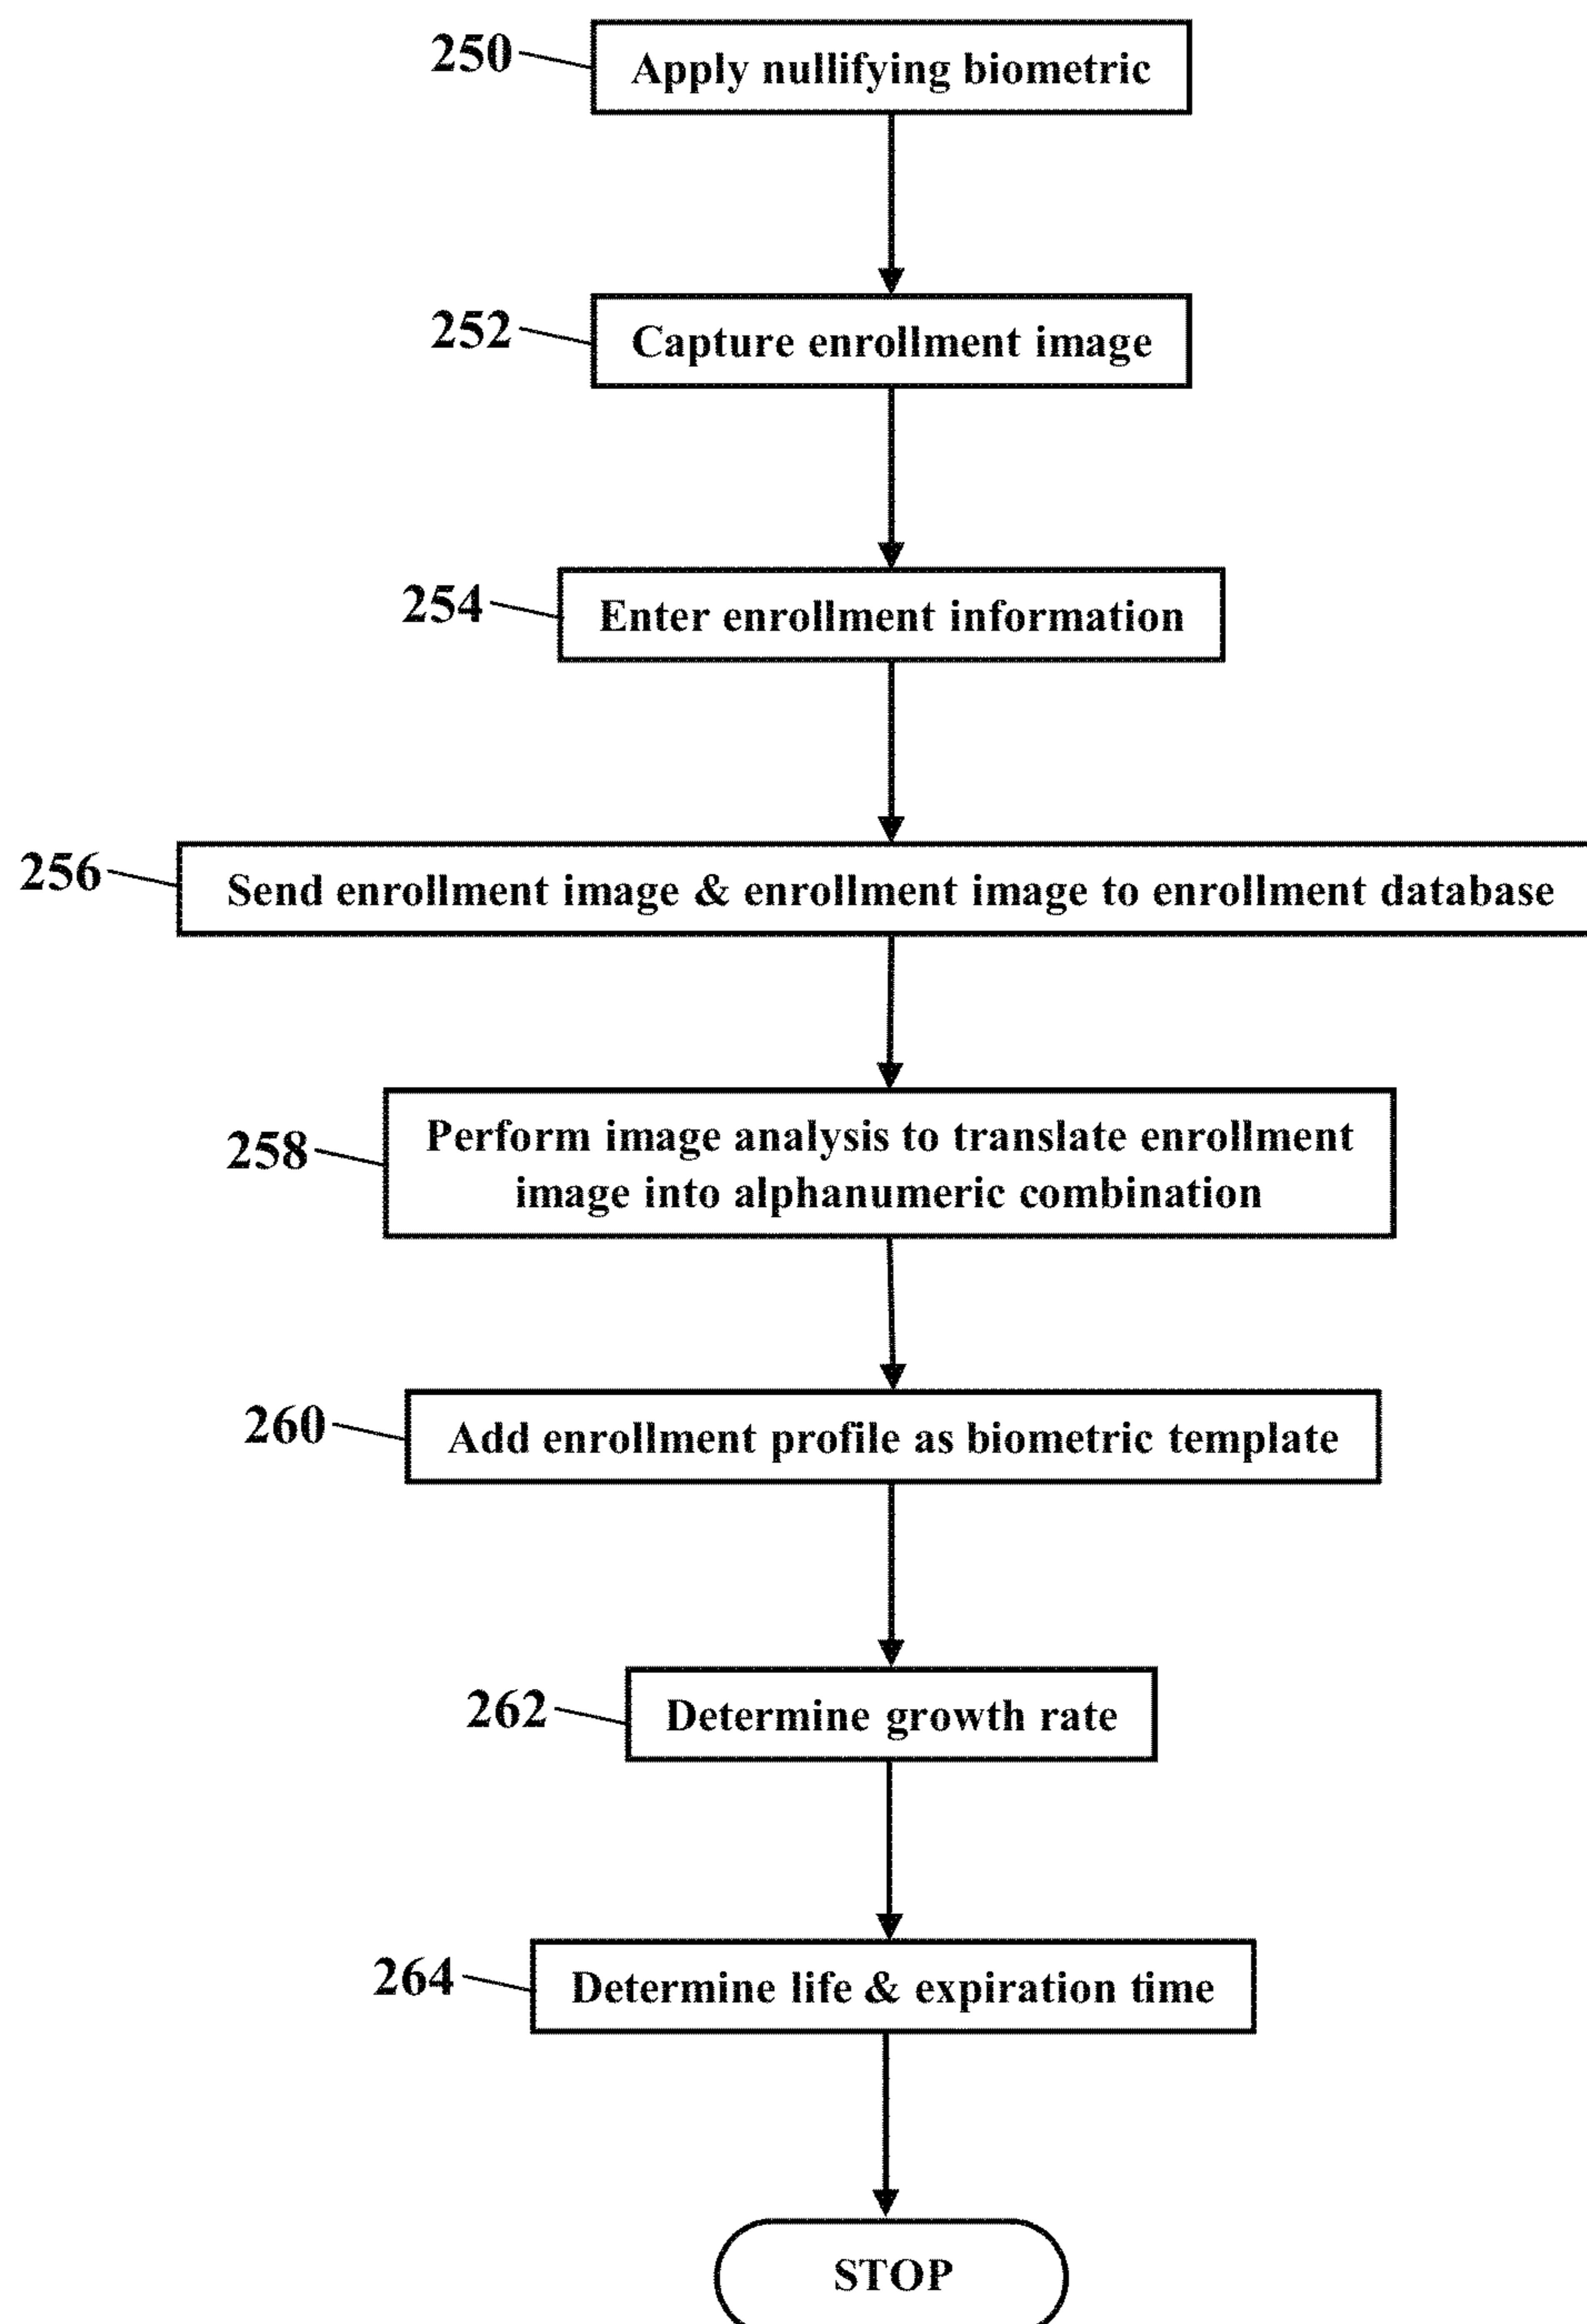 250
Apply nullifying biometric
252
Capture enrollment image
254
Enter enrollment information
256
Send enrollment image & enrollment image to enrollment database
258
Perform image analysis to translate enrollment
image into alphanumeric combination
260
Add enrollment profile as biometric template
262
Determine growth rate
264
Determine life & expiration time
STOP